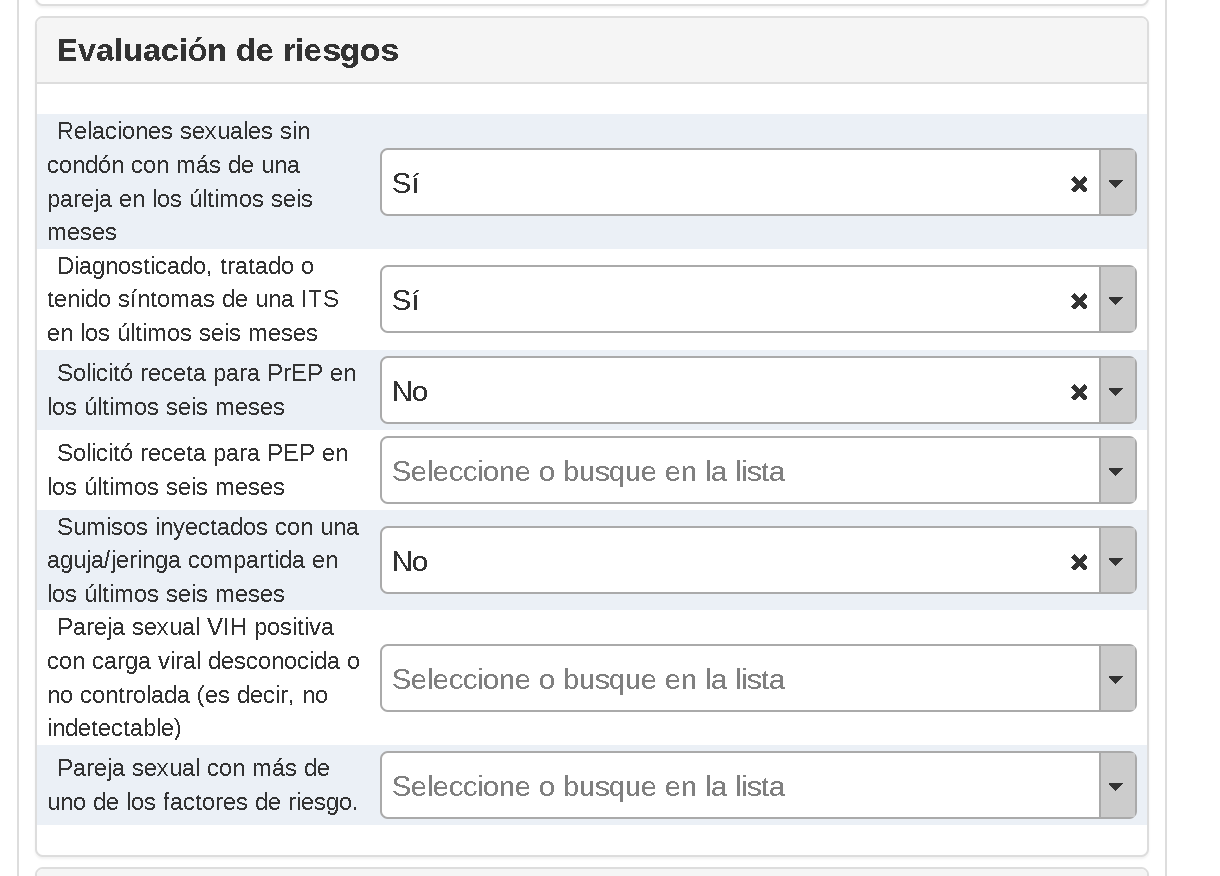 Evaluación de riesgos
Relaciones sexuales sin
condón con más de una
pareja en los últimos seis
meses
Sí
Diagnosticado, tratado o
tenido síntomas de una ITS
en los últimos seis meses
Sí
Solicitó receta para PrEP en
los últimos seis meses
No
Solicitó receta para PEP en
los últimos seis meses
Seleccione o busque en la lista
Sumisos inyectados con una
aguja/jeringa compartida en
los últimos seis meses
No
Pareja sexual VIH positiva
con carga viral desconocida o
no controlada (es decir, no
indetectable)
Seleccione o busque en la lista
Pareja sexual con más de
uno de los factores de riesgo.
Seleccione o busque en la lista